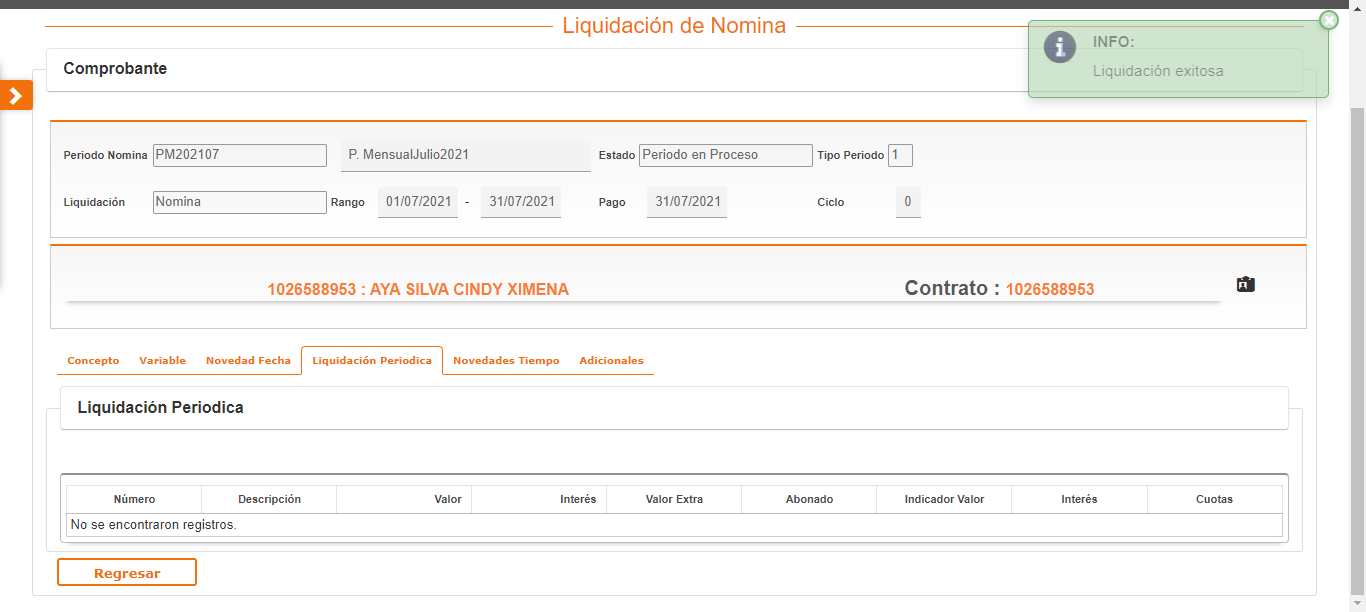 Liquidación de Nomina
INFO:
Liquidación exitosa
Comprobante
Periodo Nomina PM202107 P. MensualJulio2021 Estado Periodo en Proceso Tipo Periodo 1
Liquidación Nomina Rango 01/07/2021 - 31/07/2021 Pago 31/07/2021 Ciclo 0
1026588953 : AYA SILVA CINDY XIMENA Contrato : 1026588953
Concepto Variable Novedad Fecha Liquidación Periodica Novedades Tiempo Adicionales
Liquidación Periodica
Número Descripción Valor Interés Valor Extra Abonado Indicador Valor Interés Cuotas
No se encontraron registros.
Regresar